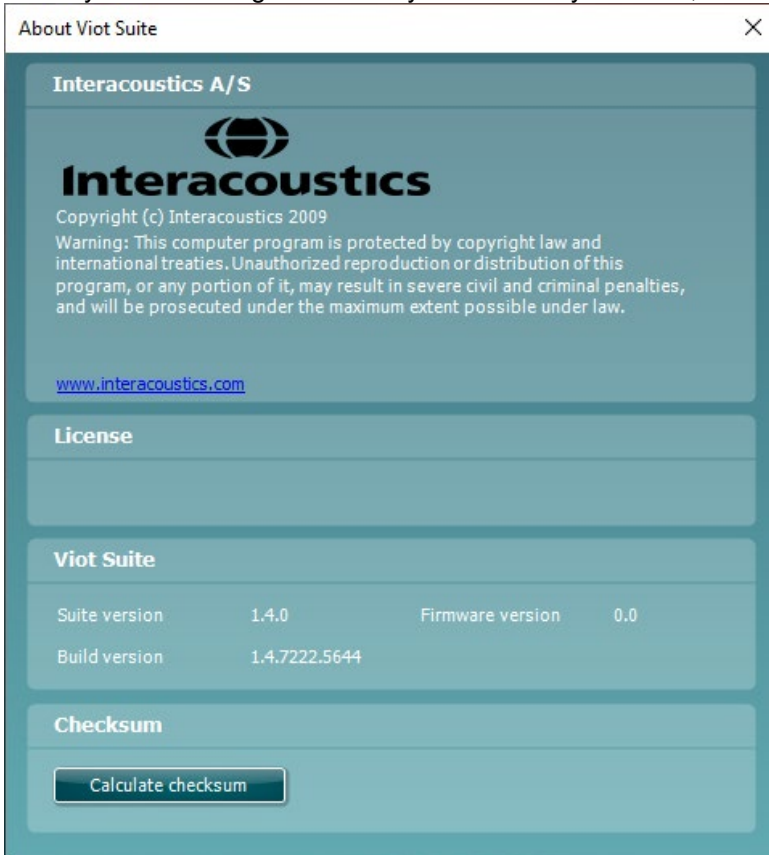 About Viot Suite
Interacoustics A/S
Interacoustics
Copyright (c) Interacoustics 2009
Warning: This computer program is protected by copyright law and
international treaties. Unauthorized reproduction or distribution of this
program, or any portion of it, may result in severe civil and criminal penalties,
and will be prosecuted under the maximum extent possible under law.
www.interacoustics.com
License
Viot Suite
Suite version 1.4.0 Firmware version 0.0
Build version 1.4.7222.5644
Checksum
Calculate checksum